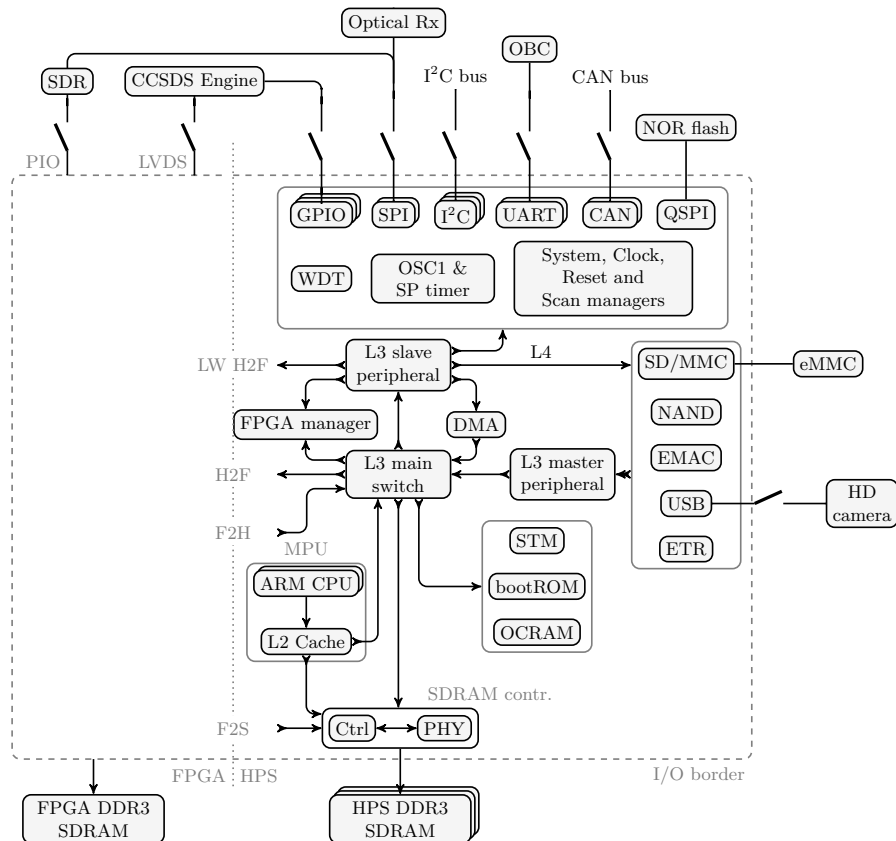 Optical Rx
OBC
SDR
CCSDS Engine
I²C bus
CAN bus
NOR flash
PIO
LVDS
GPIO
SPI
I²C
UART
CAN
QSPI
WDT
OSC1 &
SP timer
System, Clock,
Reset and
Scan managers
LW H2F
L3 slave
peripheral
L4
SD/MMC
eMMC
NAND
FPGA manager
DMA
EMAC
H2F
L3 main
switch
L3 master
peripheral
USB
HD
camera
F2H
MPU
STM
ETR
ARM CPU
bootROM
L2 Cache
OCRAM
SDRAM contr.
F2S
Ctrl
PHY
FPGA
HPS
I/O border
FPGA DDR3
SDRAM
HPS DDR3
SDRAM